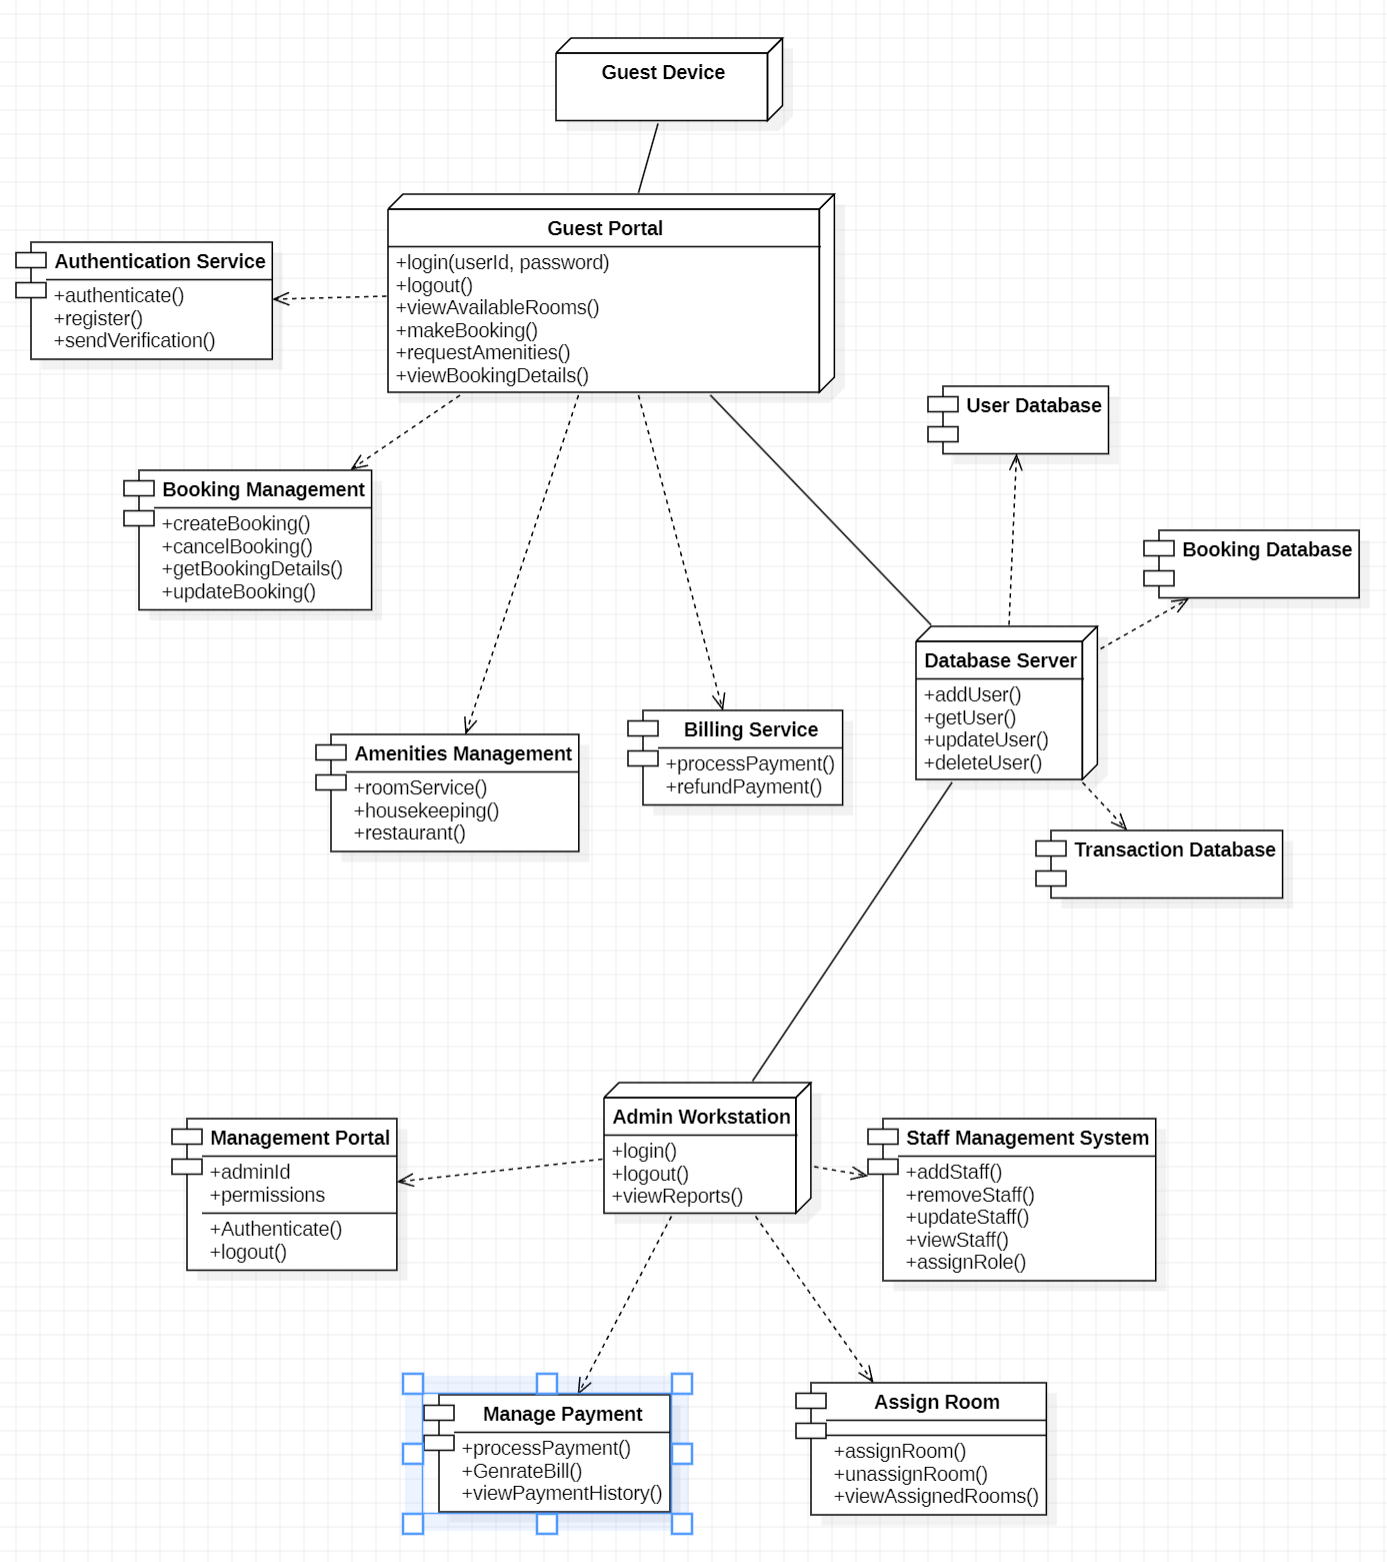 Guest Device
Guest Portal
+login(userId, password)
+logout()
+viewAvailableRooms()
+makeBooking()
+requestAmenities()
+viewBookingDetails()
Authentication Service
+authenticate()
+register()
+sendVerification()
User Database
Booking Management
+createBooking()
+cancelBooking()
+getBookingDetails()
+updateBooking()
Booking Database
Database Server
+addUser()
+getUser()
+updateUser()
+deleteUser()
Amenities Management
+roomService()
+housekeeping()
+restaurant()
Billing Service
+processPayment()
+refundPayment()
Transaction Database
Admin Workstation
+login()
+logout()
+viewReports()
Management Portal
+adminId
+permissions
+Authenticate()
+logout()
Staff Management System
+addStaff()
+removeStaff()
+updateStaff()
+viewStaff()
+assignRole()
Manage Payment
+processPayment()
+GenrateBill()
+viewPaymentHistory()
Assign Room
+assignRoom()
+unassignRoom()
+viewAssignedRooms()